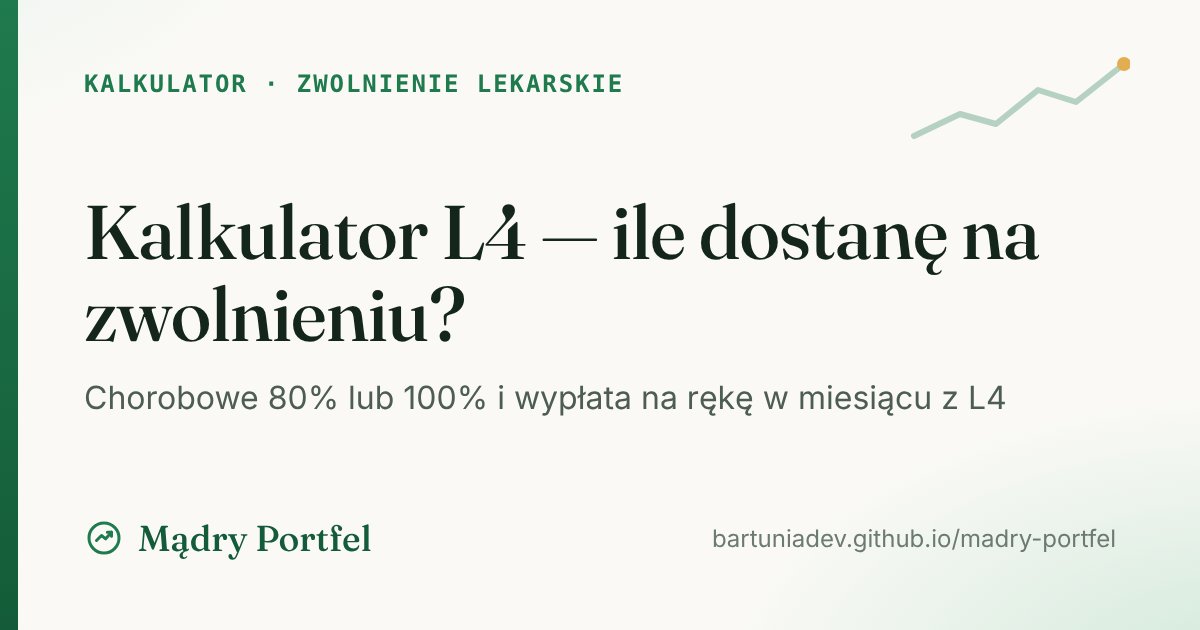 KALKULATOR · ZWOLNIENIE LEKARSKIE
Kalkulator L4 — ile dostanę na
zwolnieniu?
Chorobowe 80% lub 100% i wypłata na rękę w miesiącu z L4
Mądry Portfel
bartuniadev.github.io/madry-portfel